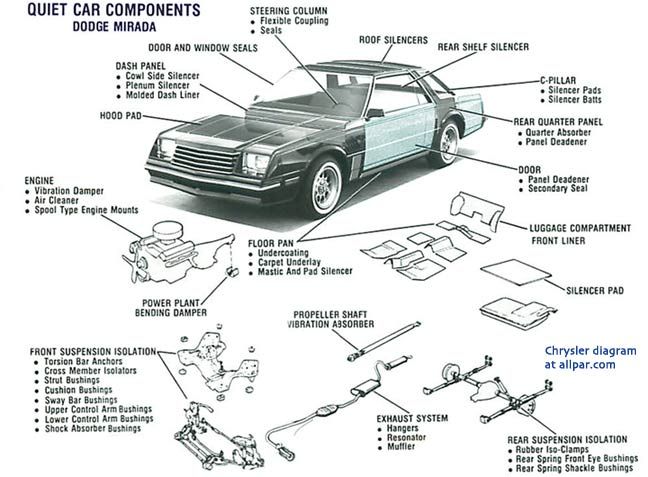 QUIET CAR COMPONENTS
DODGE MIRADA
STEERING COLUMN
• Flexible Coupling
• Seals
DOOR AND WINDOW SEALS
ROOF SILENCERS
REAR SHELF SILENCER
DASH PANEL
• Cowl Side Silencer
• Plenum Silencer
• Molded Dash Liner
C-PILLAR
• Silencer Pads
• Silencer Batts
HOOD PAD
REAR QUARTER PANEL
• Quarter Absorber
• Panel Deadener
DOOR
• Panel Deadener
• Secondary Seal
ENGINE
• Vibration Damper
• Air Cleaner
• Spool Type Engine Mounts
LUGGAGE COMPARTMENT
FRONT LINER
FLOOR PAN
• Undercoating
• Carpet Underlay
• Mastic And Pad Silencer
SILENCER PAD
POWER PLANT
BENDING DAMPER
PROPELLER SHAFT
VIBRATION ABSORBER
Chrysler diagram
at allpar.com
FRONT SUSPENSION ISOLATION
• Torsion Bar Anchors
• Cross Member Isolators
• Strut Bushings
• Cushion Bushings
• Sway Bar Bushings
• Upper Control Arm Bushings
• Lower Control Arm Bushings
• Shock Absorber Bushings
EXHAUST SYSTEM
• Hangers
• Resonator
• Muffler
REAR SUSPENSION ISOLATION
• Rubber Iso-Clamps
• Rear Spring Front Eye Bushings
• Rear Spring Shackle Bushings